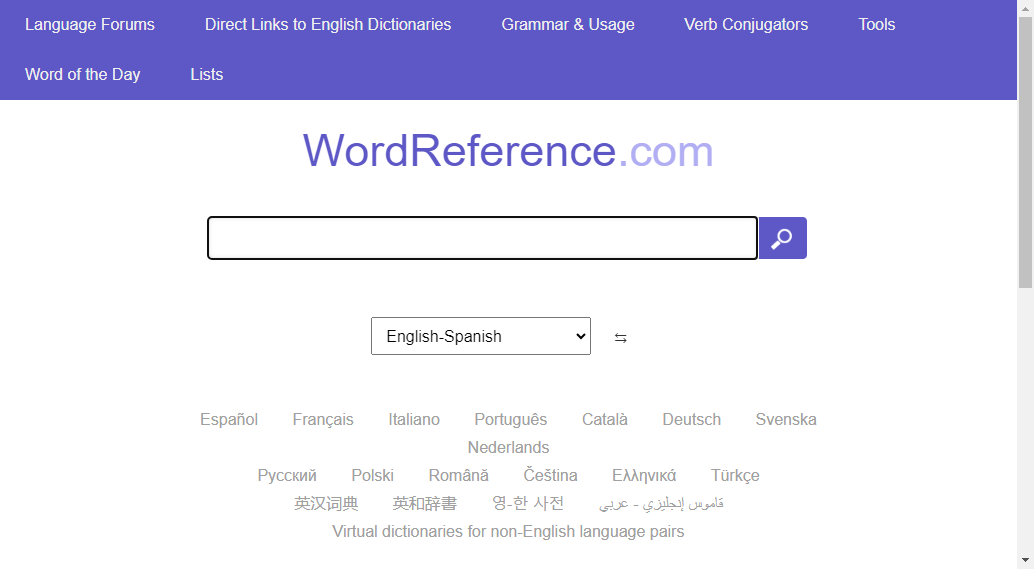 Language Forums Direct Links to English Dictionaries Grammar & Usage Verb Conjugators Tools
Word of the Day Lists
WordReference.com
English-Spanish ⇆
Español Français Italiano Português Català Deutsch Svenska
Nederlands
Русский Polski Română Čeština Ελληνικά Türkçe
英汉词典 英和辞書 영-한 사전 قاموس إنجليزي - عربي
Virtual dictionaries for non-English language pairs